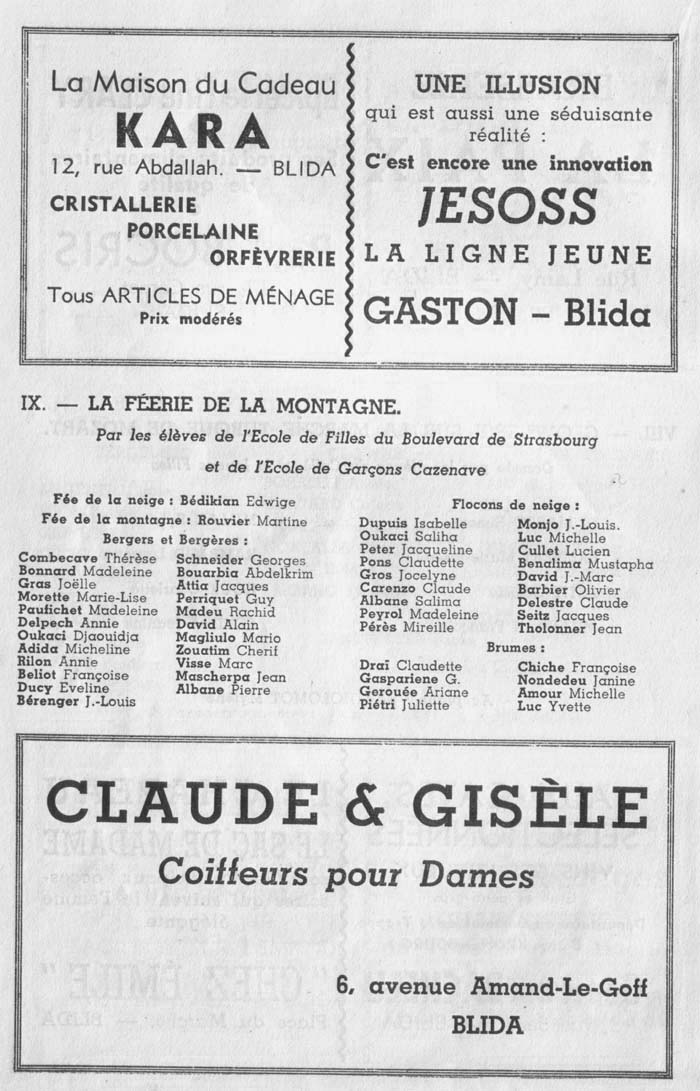 La Maison du Cadeau
KARA
12, rue Abdallah. — BLIDA
CRISTALLERIE
PORCELAINE
ORFÈVRERIE
Tous ARTICLES DE MÉNAGE
Prix modérés
UNE ILLUSION
qui est aussi une séduisante
réalité :
C'est encore une innovation
JESOSS
LA LIGNE JEUNE
GASTON – Blida
IX. — LA FÉERIE DE LA MONTAGNE.
Par les élèves de l'Ecole de Filles du Boulevard de Strasbourg
et de l'Ecole de Garçons Cazenave
Fée de la neige : Bédikian Edwige
Fée de la montagne : Rouvier Martine
Bergers et Bergères :
Combecave Thérèse
Bonnard Madeleine
Gras Joëlle
Morette Marie-Lise
Paufichet Madeleine
Delpech Annie
Oukaci Djaouidja
Adida Micheline
Rilon Annie
Beliot Françoise
Ducy Eveline
Bérenger J.-Louis
Schneider Georges
Bouarbia Abdelkrim
Attia Jacques
Perriquet Guy
Madeu Rachid
David Alain
Magliulo Mario
Zouatim Cherif
Visse Marc
Mascherpa Jean
Albane Pierre
Flocons de neige :
Dupuis Isabelle
Oukaci Saliha
Peter Jacqueline
Pons Claudette
Gros Jocelyne
Carenzo Claude
Albane Salima
Peyrol Madeleine
Pérès Mireille
Monjo J.-Louis.
Luc Michelle
Cullet Lucien
Benalima Mustapha
David J.-Marc
Barbier Olivier
Delestre Claude
Seitz Jacques
Tholonner Jean
Brumes :
Draï Claudette
Gaspariene G.
Gerouée Ariane
Piétri Juliette
Chiche Françoise
Nondedeu Janine
Amour Michelle
Luc Yvette
CLAUDE & GISÈLE
Coiffeurs pour Dames
6, avenue Amand-Le-Goff
BLIDA